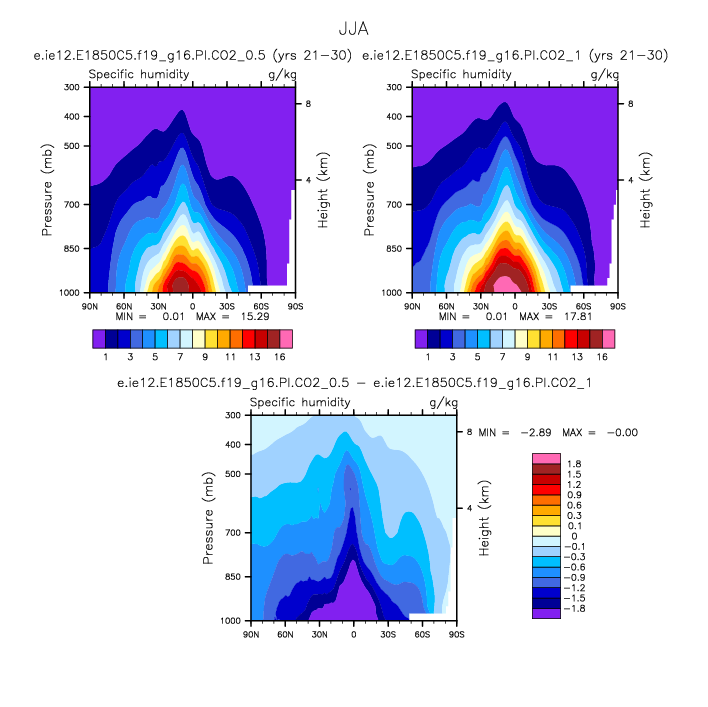 JJA
e.ie12.E1850C5.f19_g16.PI.CO2_0.5 (yrs 21-30)
e.ie12.E1850C5.f19_g16.PI.CO2_1 (yrs 21-30)
Specific humidity g/kg
Pressure (mb)
300
400
500
700
850
1000
8
4
Height (km)
90N 60N 30N 0 30S 60S 90S
MIN = 0.01 MAX = 15.29
1 3 5 7 9 11 13 16
Specific humidity g/kg
Pressure (mb)
300
400
500
700
850
1000
8
4
Height (km)
90N 60N 30N 0 30S 60S 90S
MIN = 0.01 MAX = 17.81
1 3 5 7 9 11 13 16
e.ie12.E1850C5.f19_g16.PI.CO2_0.5 - e.ie12.E1850C5.f19_g16.PI.CO2_1
Specific humidity g/kg
Pressure (mb)
300
400
500
700
850
1000
8
4
Height (km)
90N 60N 30N 0 30S 60S 90S
MIN = -2.89 MAX = -0.00
1.8
1.5
1.2
0.9
0.6
0.3
0.1
0
-0.1
-0.3
-0.6
-0.9
-1.2
-1.5
-1.8